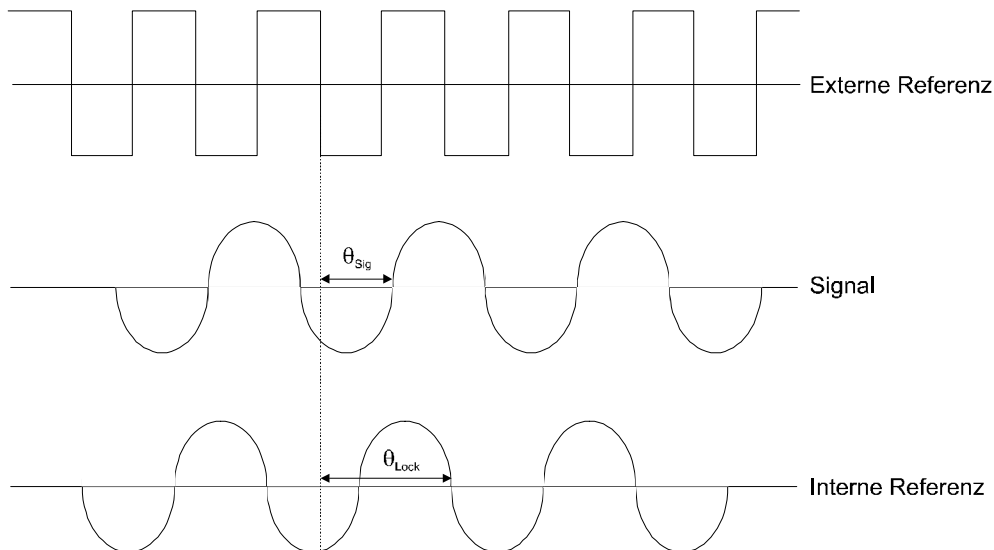 Externe Referenz
θSig
Signal
θLock
Interne Referenz